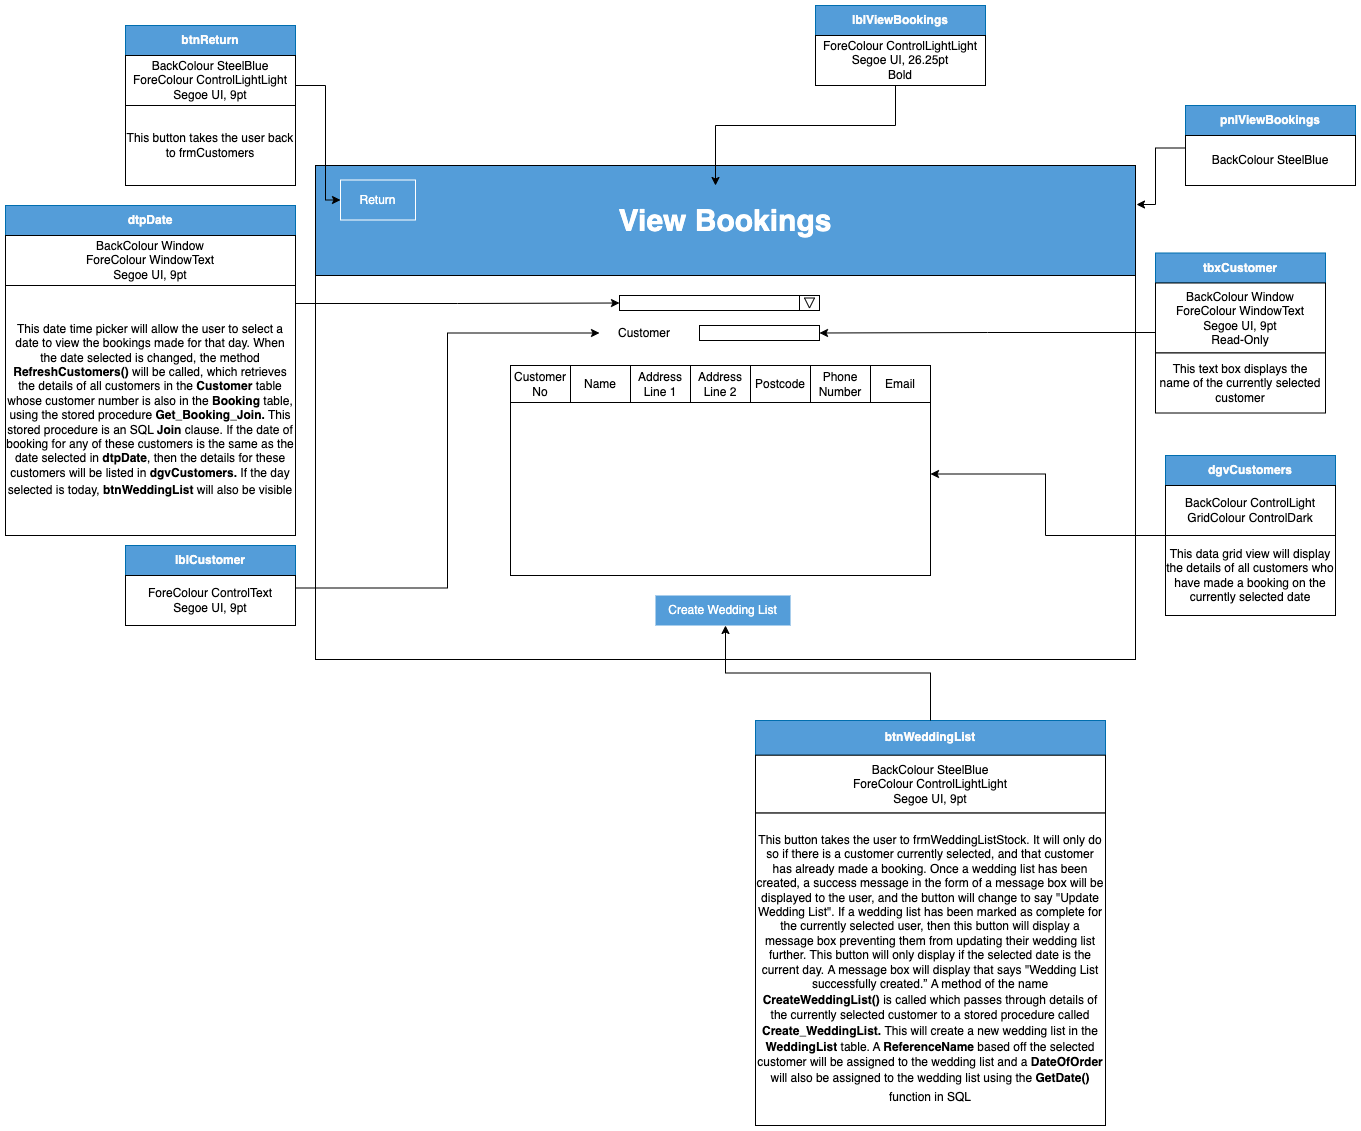 lblViewBookings
ForeColour ControlLightLight
Segoe UI, 26.25pt
Bold
btnReturn
BackColour SteelBlue
ForeColour ControlLightLight
Segoe UI, 9pt
This button takes the user back
to frmCustomers
pnlViewBookings
BackColour SteelBlue
Return
View Bookings
dtpDate
BackColour Window
ForeColour WindowText
Segoe UI, 9pt
This date time picker will allow the user to select a
date to view the bookings made for that day. When
the date selected is changed, the method
RefreshCustomers() will be called, which retrieves
the details of all customers in the Customer table
whose customer number is also in the Booking table,
using the stored procedure Get_Booking_Join. This
stored procedure is an SQL Join clause. If the date of
booking for any of these customers is the same as the
date selected in dtpDate, then the details for these
customers will be listed in dgvCustomers. If the day
selected is today, btnWeddingList will also be visible
tbxCustomer
BackColour Window
ForeColour WindowText
Segoe UI, 9pt
Read-Only
This text box displays the
name of the currently selected
customer
Customer
Customer
No
Name
Address
Line 1
Address
Line 2
Postcode
Phone
Number
Email
dgvCustomers
BackColour ControlLight
GridColour ControlDark
This data grid view will display
the details of all customers who
have made a booking on the
currently selected date
lblCustomer
ForeColour ControlText
Segoe UI, 9pt
Create Wedding List
btnWeddingList
BackColour SteelBlue
ForeColour ControlLightLight
Segoe UI, 9pt
This button takes the user to frmWeddingListStock. It will only do
so if there is a customer currently selected, and that customer
has already made a booking. Once a wedding list has been
created, a success message in the form of a message box will be
displayed to the user, and the button will change to say "Update
Wedding List". If a wedding list has been marked as complete for
the currently selected user, then this button will display a
message box preventing them from updating their wedding list
further. This button will only display if the selected date is the
current day. A message box will display that says "Wedding List
successfully created.” A method of the name
CreateWeddingList() is called which passes through details of
the currently selected customer to a stored procedure called
Create_WeddingList. This will create a new wedding list in the
WeddingList table. A ReferenceName based off the selected
customer will be assigned to the wedding list and a DateOfOrder
will also be assigned to the wedding list using the GetDate()
function in SQL